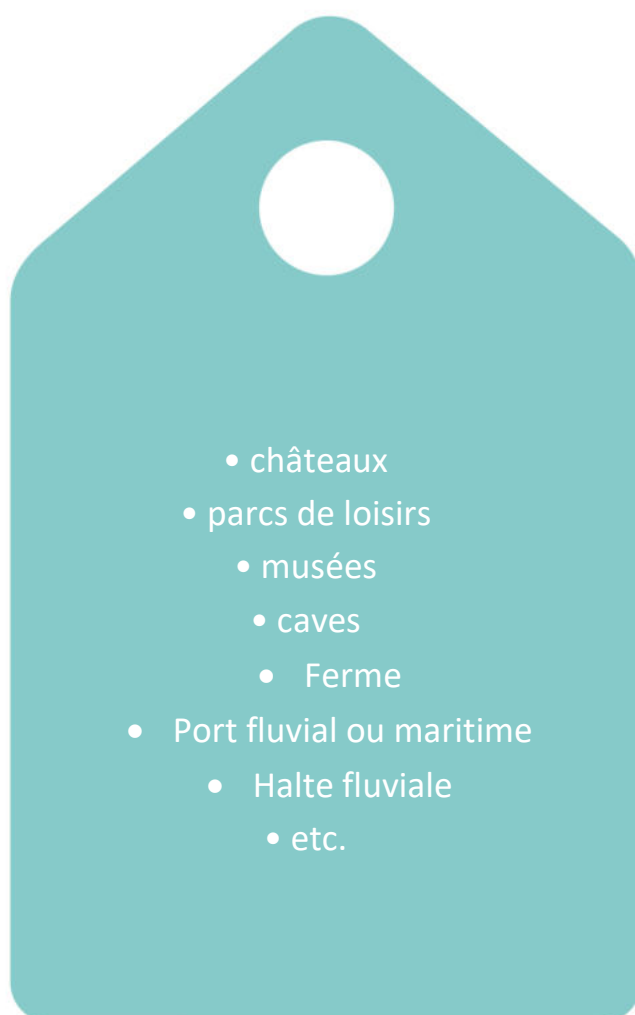 • châteaux
• parcs de loisirs
• musées
• caves
• Ferme
• Port fluvial ou maritime
• Halte fluviale
• etc.